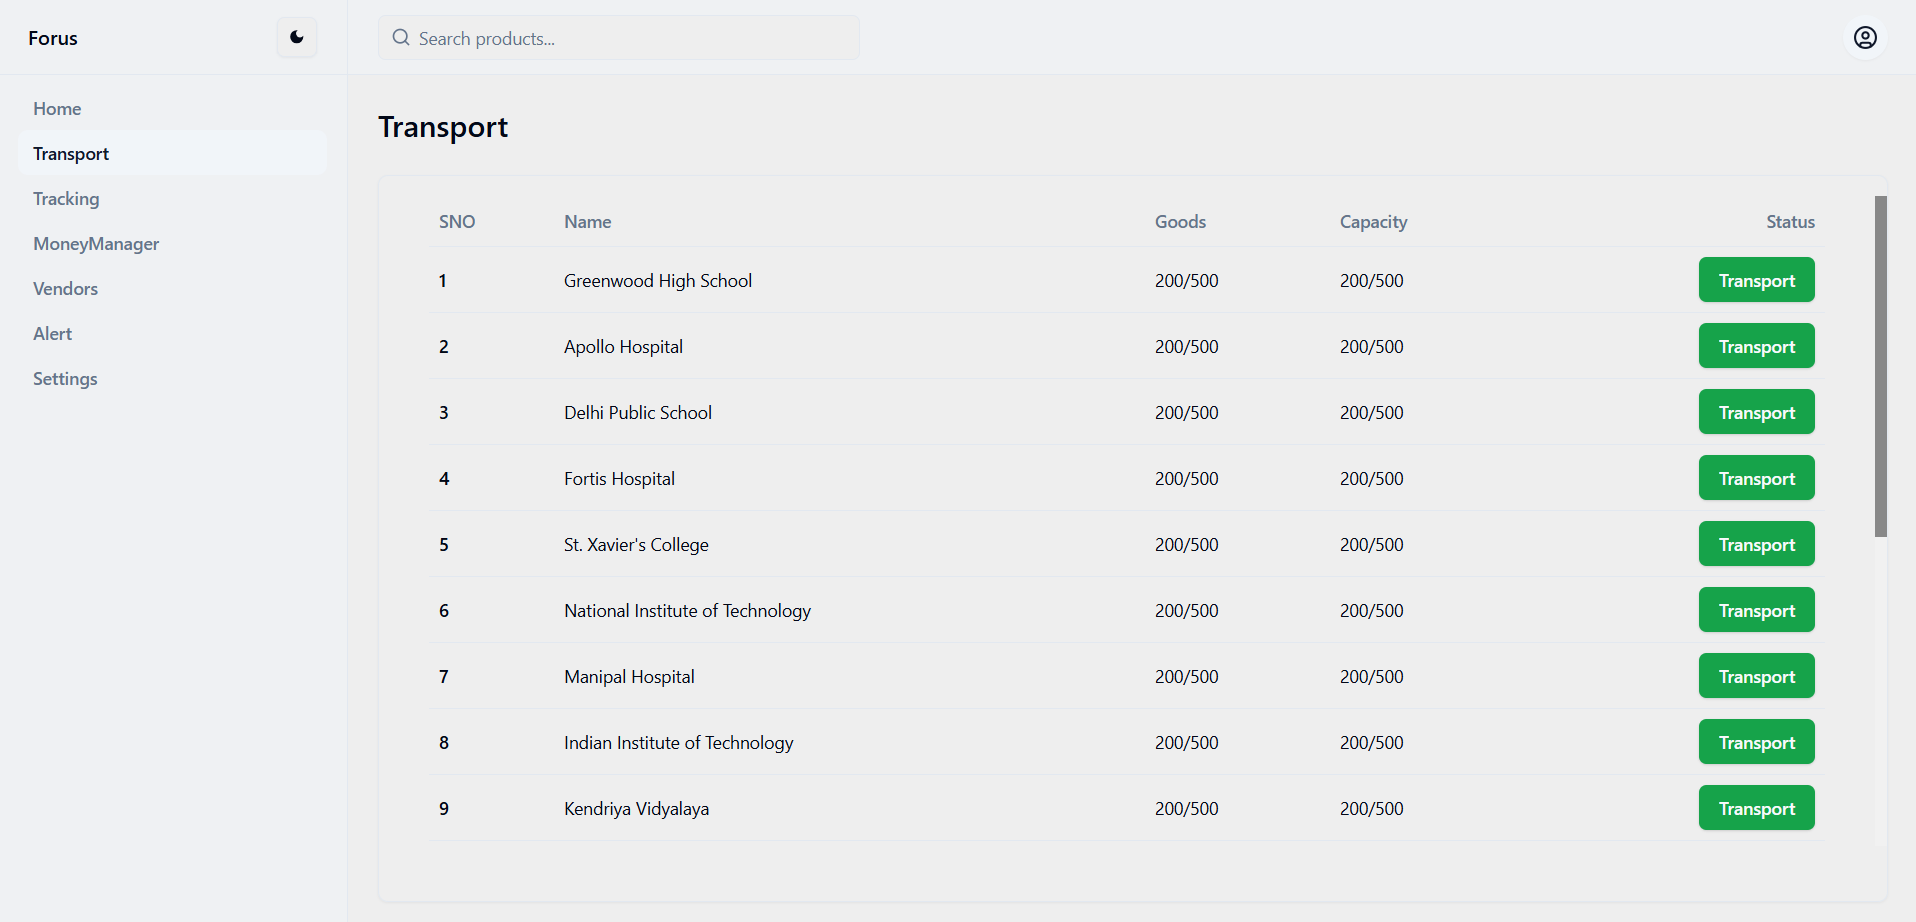 Forus
Search products...
Home
Transport
Tracking
MoneyManager
Vendors
Alert
Settings
Transport
SNO Name Goods Capacity Status
1 Greenwood High School 200/500 200/500 Transport
2 Apollo Hospital 200/500 200/500 Transport
3 Delhi Public School 200/500 200/500 Transport
4 Fortis Hospital 200/500 200/500 Transport
5 St. Xavier's College 200/500 200/500 Transport
6 National Institute of Technology 200/500 200/500 Transport
7 Manipal Hospital 200/500 200/500 Transport
8 Indian Institute of Technology 200/500 200/500 Transport
9 Kendriya Vidyalaya 200/500 200/500 Transport